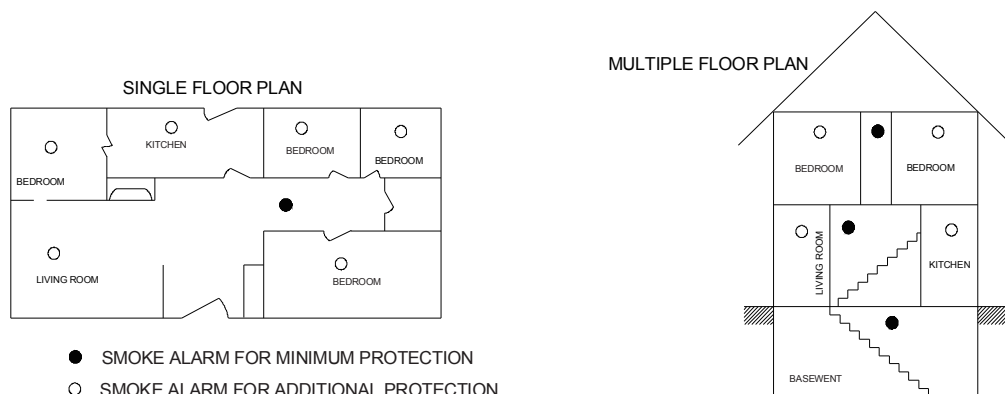 SINGLE FLOOR PLAN
KITCHEN
BEDROOM
BEDROOM
BEDROOM
LIVING ROOM
BEDROOM
SMOKE ALARM FOR MINIMUM PROTECTION
SMOKE ALARM FOR ADDITIONAL PROTECTION
MULTIPLE FLOOR PLAN
BEDROOM
BEDROOM
LIVING ROOM
KITCHEN
BASEWENT